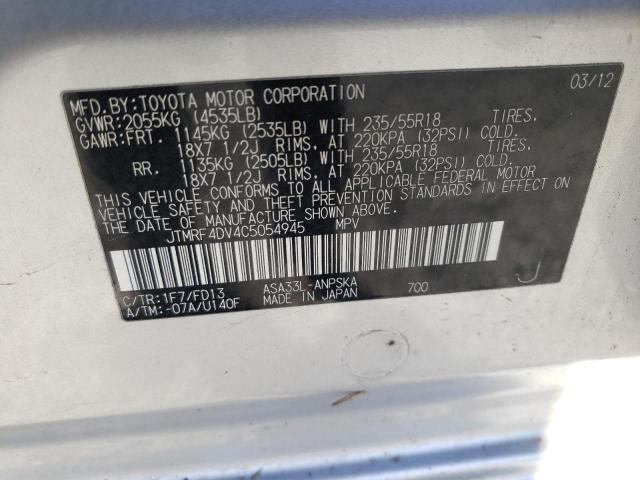 MFD.BY:TOYOTA MOTOR CORPORATION 03/12
GVWR:2055KG (4535LB)
GAWR:FRT. 1145KG (2535LB) WITH 235/55R18 TIRES,
18X7 1/2J RIMS, AT 220KPA (32PSI) COLD.
RR. 1135KG (2505LB) WITH 235/55R18 TIRES,
18X7 1/2J RIMS, AT 220KPA (32PSI) COLD.
THIS VEHICLE CONFORMS TO ALL APPLICABLE FEDERAL MOTOR
VEHICLE SAFETY AND THEFT PREVENTION STANDARDS IN EFFECT ON
THE DATE OF MANUFACTURE SHOWN ABOVE.
JTMRF4DV4C5054945 MPV
C/TR:1F7/FD13 ASA33L-ANPSKA 700
A/TM:-07A/U140F MADE IN JAPAN
J